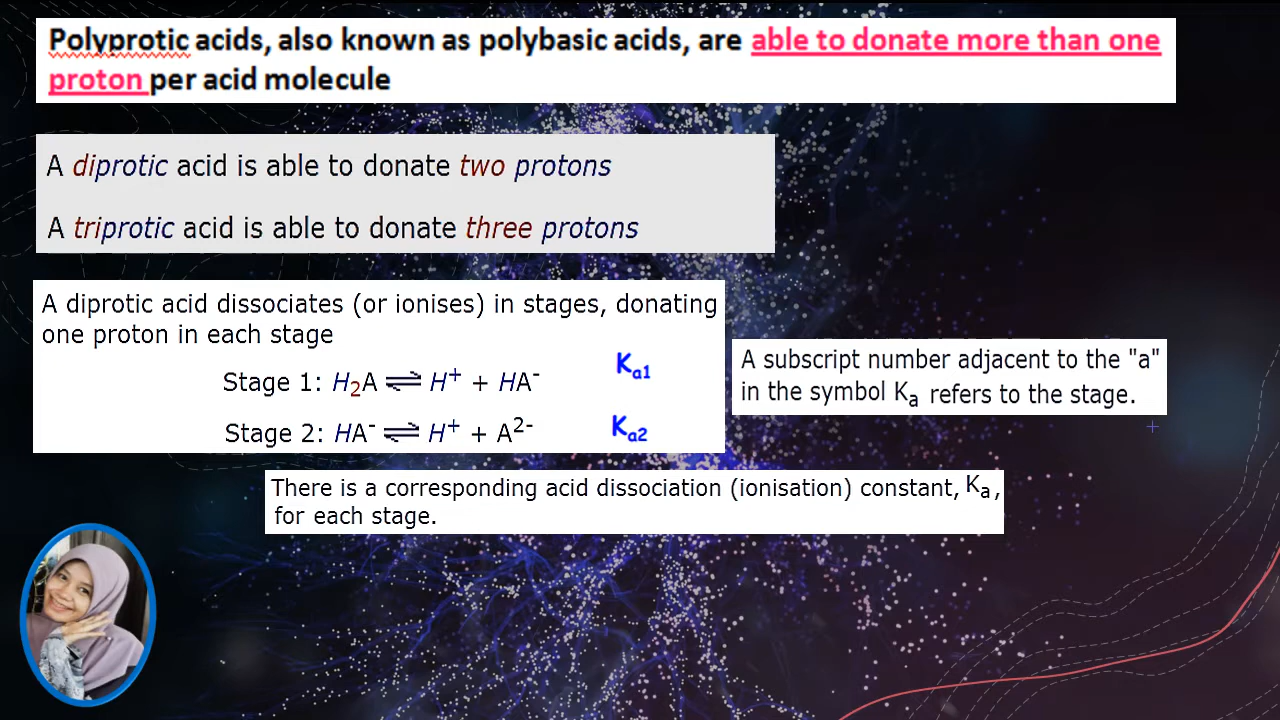 Polyprotic acids, also known as polybasic acids, are able to donate more than one
proton per acid molecule
A diprotic acid is able to donate two protons
A triprotic acid is able to donate three protons
A diprotic acid dissociates (or ionises) in stages, donating
one proton in each stage
Stage 1: H₂A ⇌ H⁺ + HA⁻ Kₐ₁
Stage 2: HA⁻ ⇌ H⁺ + A²⁻ Kₐ₂
A subscript number adjacent to the "a"
in the symbol Kₐ refers to the stage.
There is a corresponding acid dissociation (ionisation) constant, Kₐ,
for each stage.